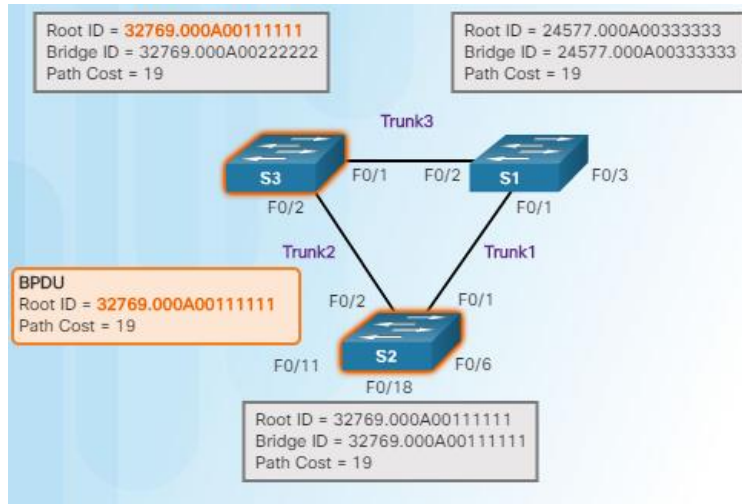 Root ID = 32769.000A00111111
Bridge ID = 32769.000A00222222
Path Cost = 19
Root ID = 24577.000A00333333
Bridge ID = 24577.000A00333333
Path Cost = 19
Trunk3
S3
F0/1
F0/2
S1
F0/3
F0/2
F0/1
Trunk2
Trunk1
BPDU
Root ID = 32769.000A00111111
Path Cost = 19
F0/2
F0/1
S2
F0/11
F0/6
F0/18
Root ID = 32769.000A00111111
Bridge ID = 32769.000A00111111
Path Cost = 19